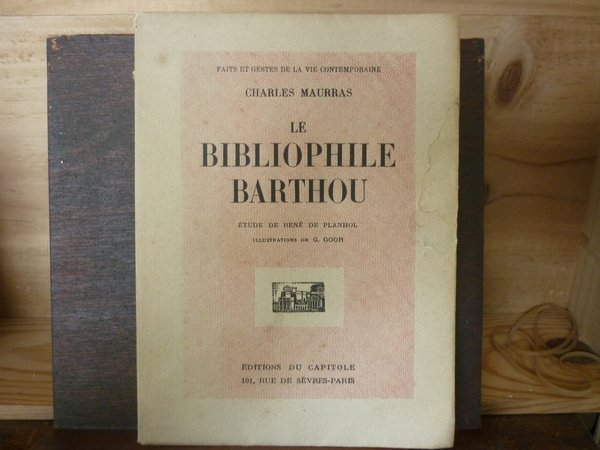 FAITS ET GESTES DE LA VIE CONTEMPORAINE
CHARLES MAURRAS
LE
BIBLIOPHILE
BARTHOU
ÉTUDE DE RENÉ DE PLANHOL
ILLUSTRATIONS DE G. GOOR
ÉDITIONS DU CAPITOLE
101, RUE DE SÈVRES-PARIS